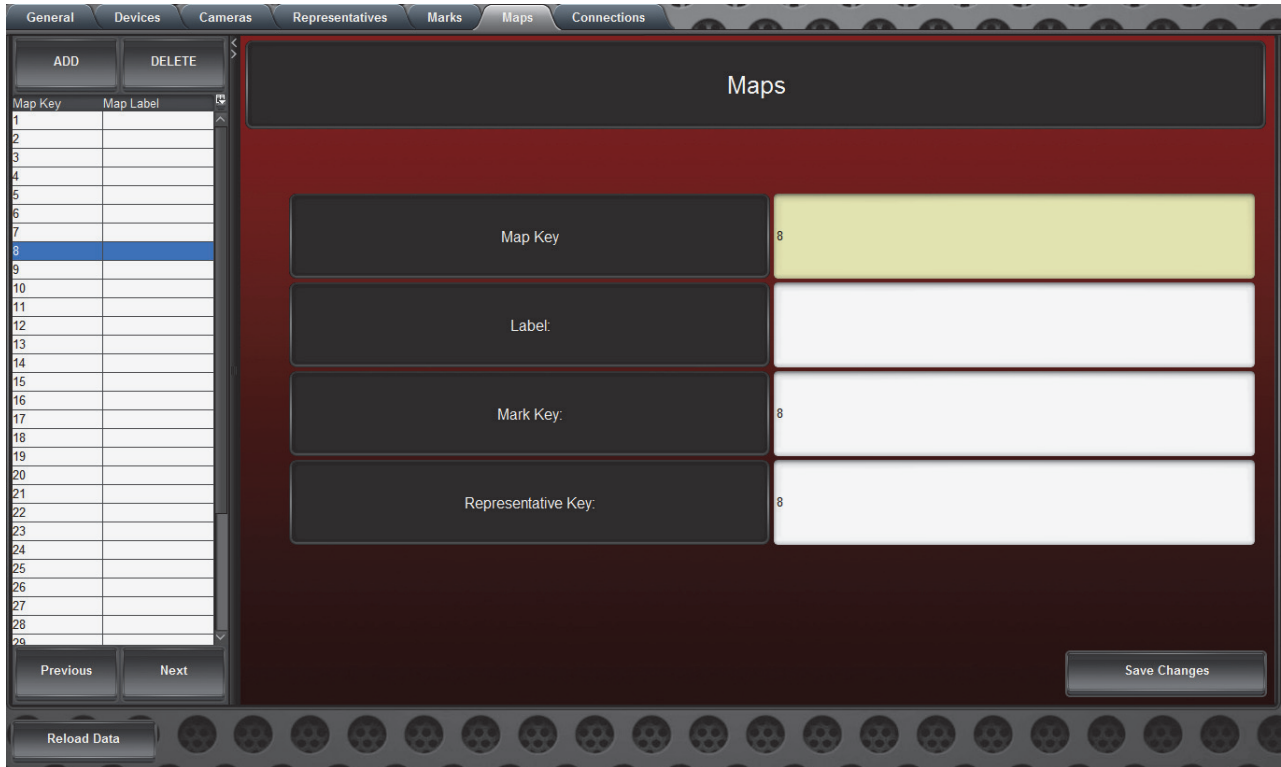 General Devices Cameras Representatives Marks Maps Connections
ADD DELETE
Map Key Map Label
1
2
3
4
5
6
7
8
9
10
11
12
13
14
15
16
17
18
19
20
21
22
23
24
25
26
27
28
29
Previous Next
Maps
Map Key 8
Label:
Mark Key: 8
Representative Key: 8
Save Changes
Reload Data